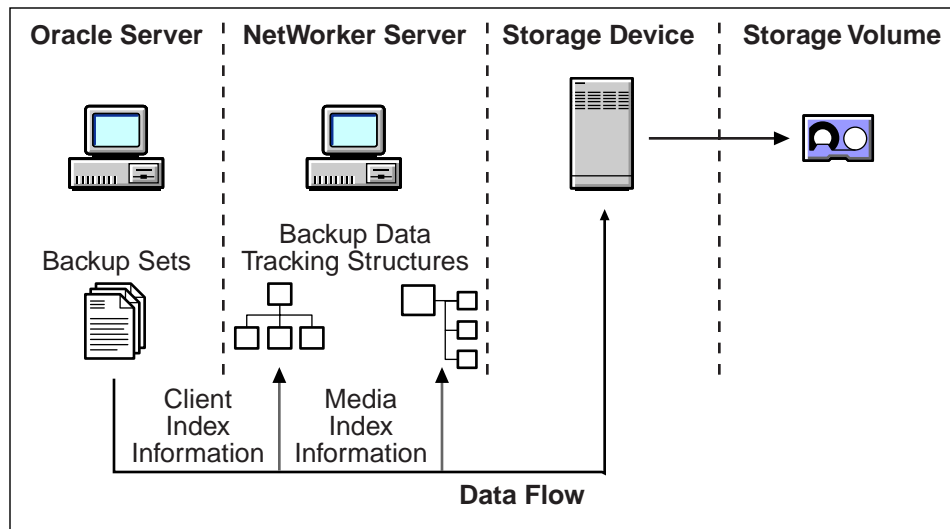 Oracle Server
NetWorker Server
Storage Device
Storage Volume
Backup Sets
Backup Data
Tracking Structures
Client
Index
Information
Media
Index
Information
Data Flow